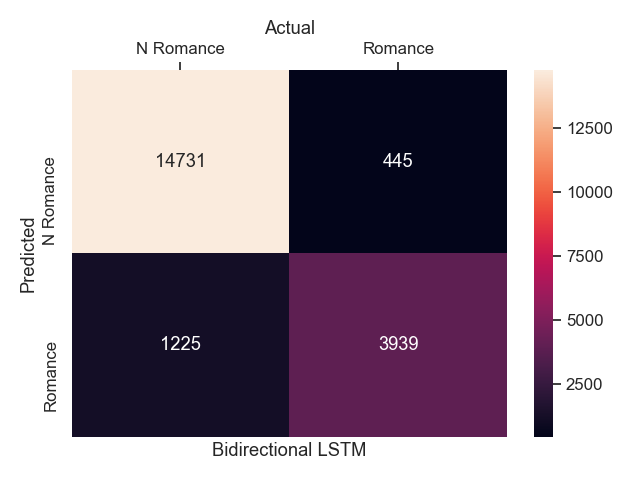 Actual
N Romance Romance
Predicted
N Romance
14731 445
Romance
1225 3939
12500
10000
7500
5000
2500
Bidirectional LSTM